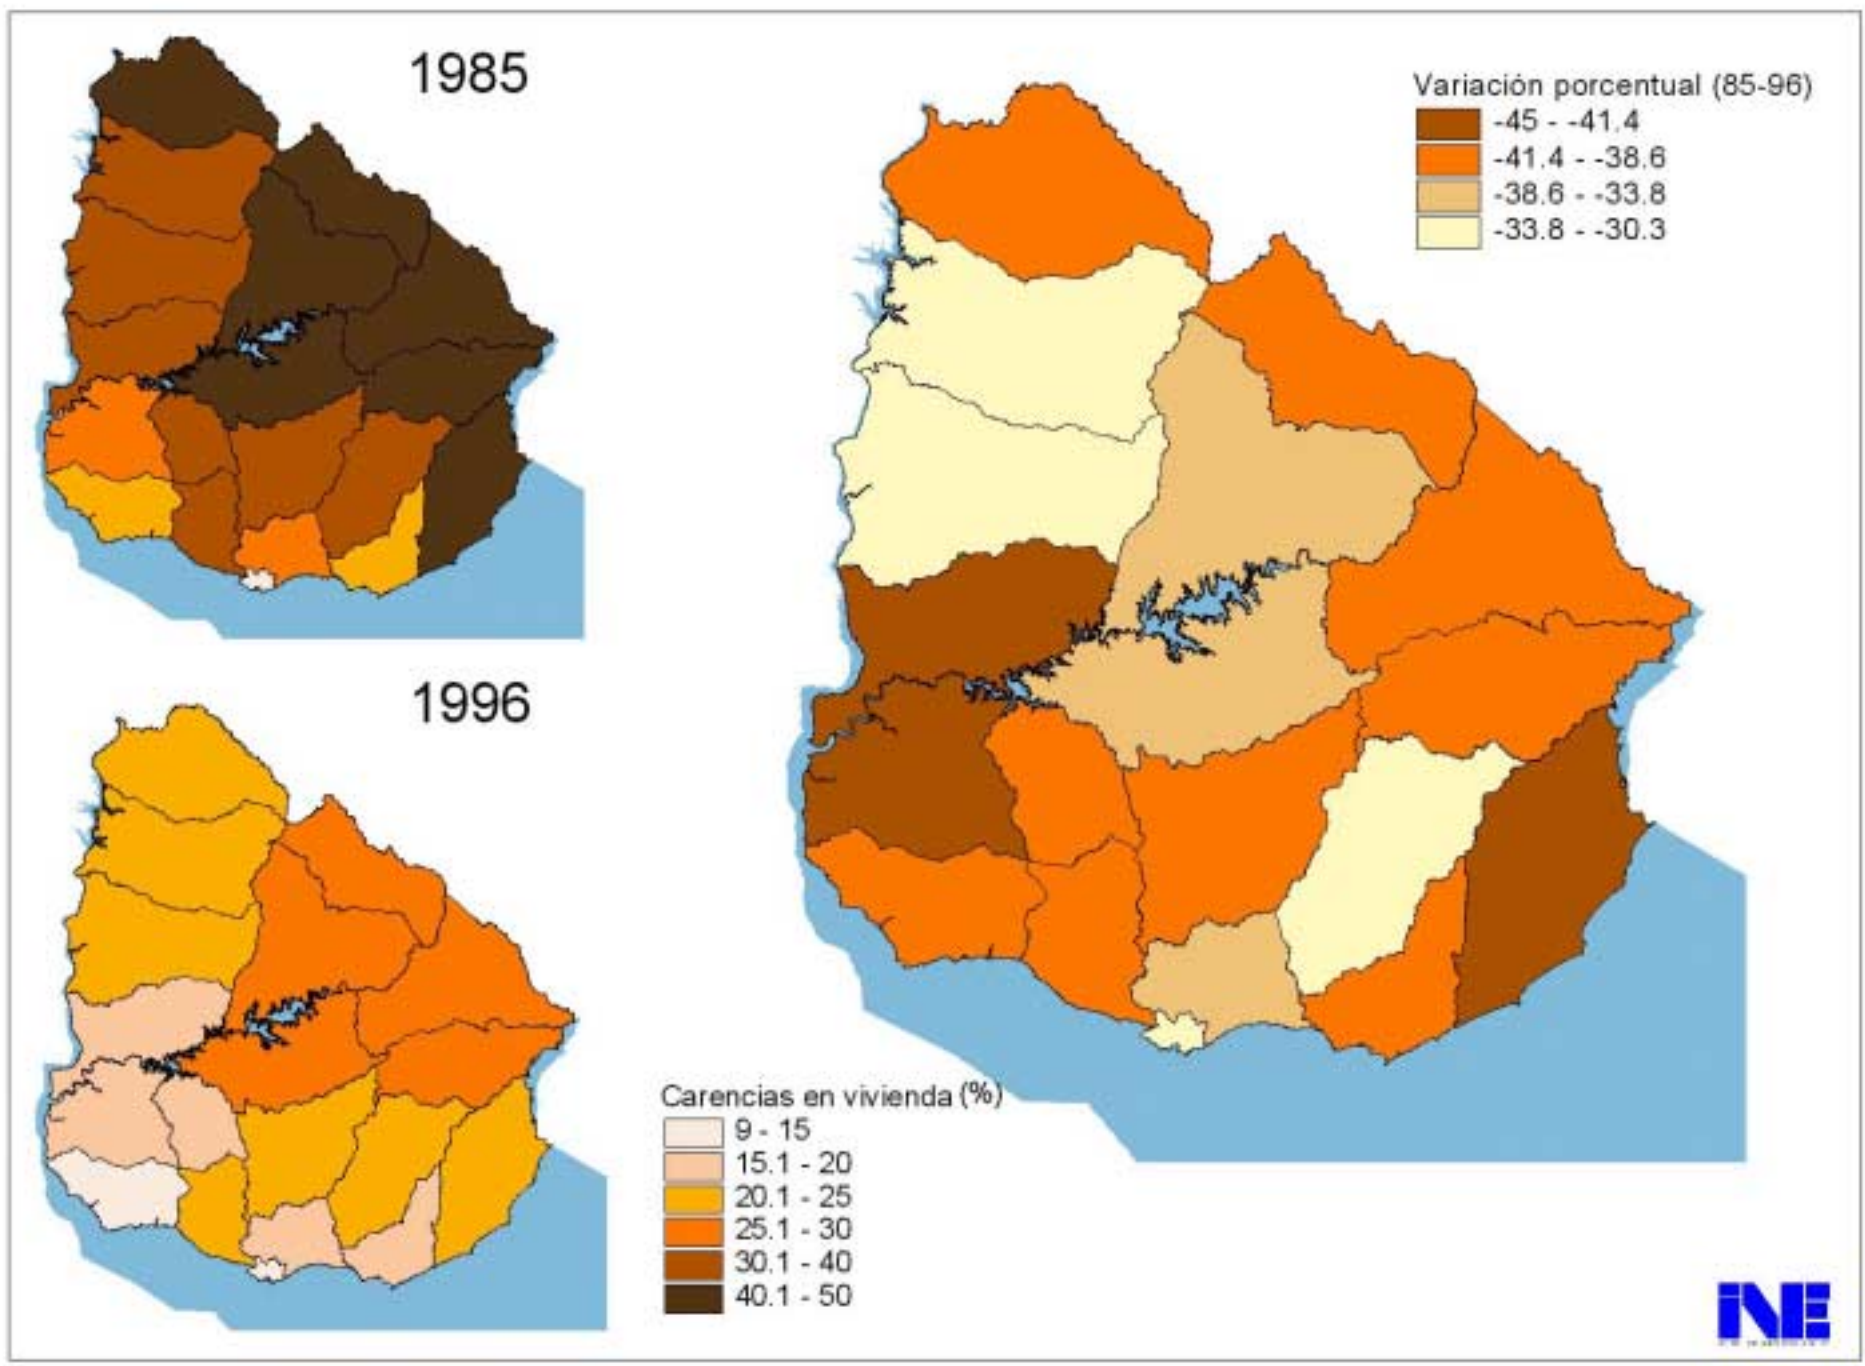 1985
Variación porcentual (85-96)
-45 - -41.4
-41.4 - -38.6
-38.6 - -33.8
-33.8 - -30.3
1996
Carencias en vivienda (%)
9 - 15
15.1 - 20
20.1 - 25
25.1 - 30
30.1 - 40
40.1 - 50
iNE